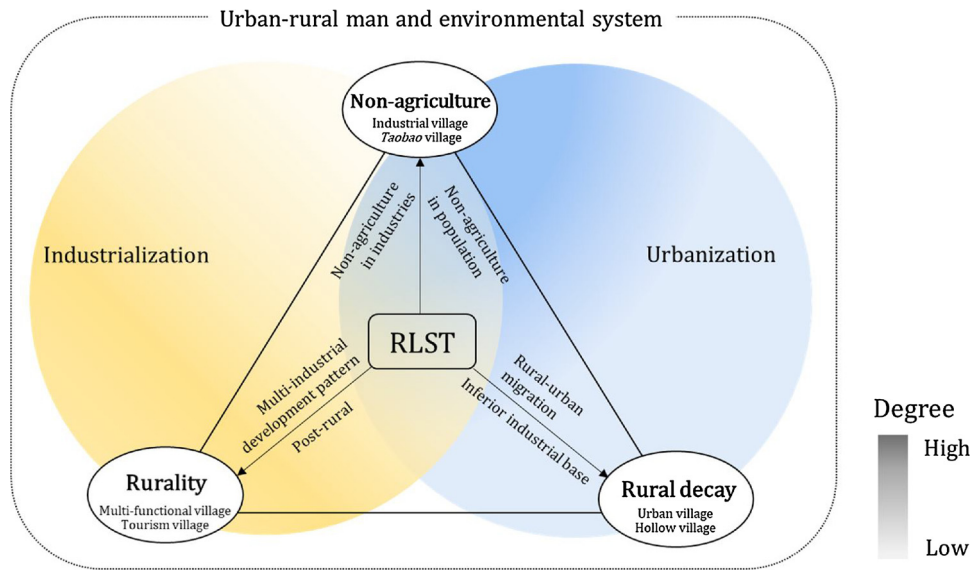 Urban-rural man and environmental system
Non-agriculture
Industrial village
Taobao village
Non-agriculture
in industries
Non-agriculture
in population
Industrialization
Urbanization
RLST
Multi-industrial
development pattern
Post-rural
Rural-urban
migration
Inferior industrial base
Rurality
Multi-functional village
Tourism village
Rural decay
Urban village
Hollow village
Degree
High
Low